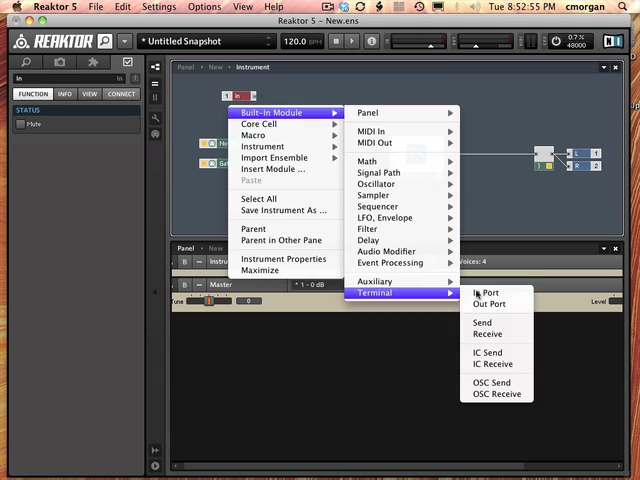 Reaktor 5 File Edit Settings Options View Help Tue 8:52:55 PM cmorgan
Reaktor 5 – New.ens
REAKTOR 5 * Untitled Snapshot 120.0 BPM 0.7 % 48000
Panel New Instrument
In
FUNCTION INFO VIEW CONNECT
STATUS
Mute
1 In
Built-In Module
Core Cell
Macro
Instrument
Import Ensemble
Insert Module ...
Paste
Select All
Save Instrument As ...
Parent
Parent in Other Pane
Instrument Properties
Maximize
Panel
MIDI In
MIDI Out
Math
Signal Path
Oscillator
Sampler
Sequencer
LFO, Envelope
Filter
Delay
Audio Modifier
Event Processing
Auxiliary
Terminal
In Port
Out Port
Send
Receive
IC Send
IC Receive
OSC Send
OSC Receive
L 1
R 2
Panel New
Voices: 4
Master * 1 - 0 dB
Tune 0 Level